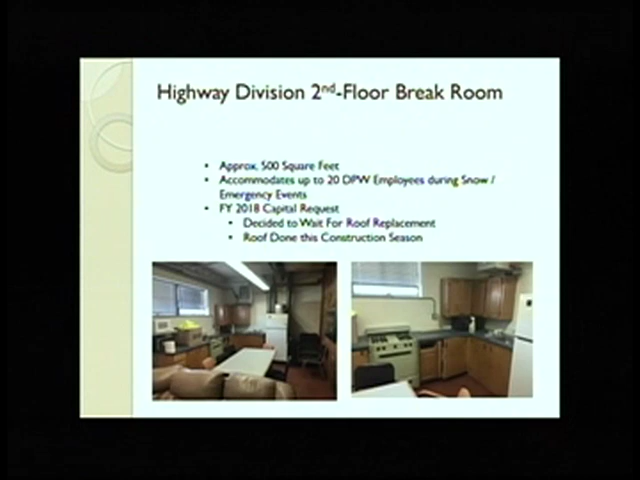 Highway Division 2nd-Floor Break Room
• Approx. 500 Square Feet
• Accommodates up to 20 DPW Employees during Snow /
Emergency Events
• FY 2018 Capital Request
• Decided to Wait For Roof Replacement
• Roof Done this Construction Season